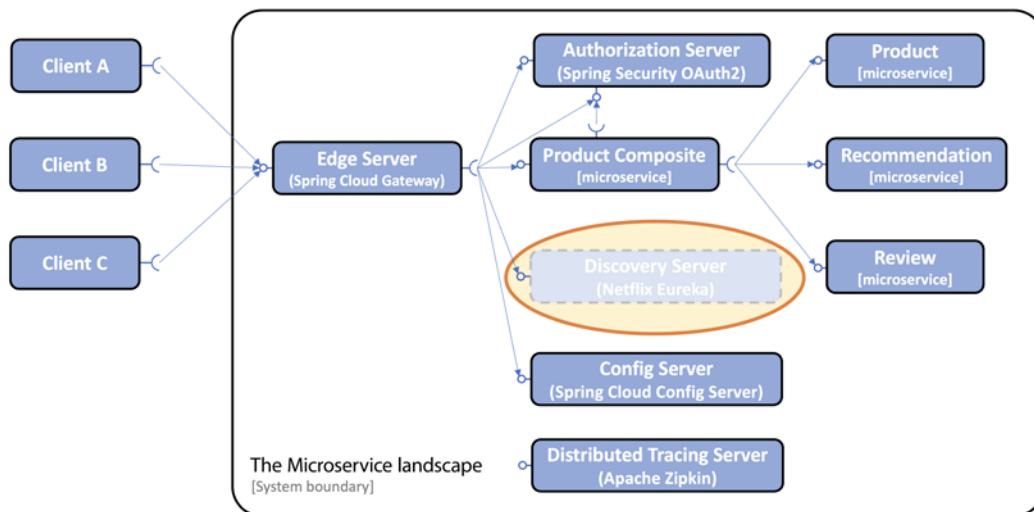 Client A
Client B
Client C
Edge Server
(Spring Cloud Gateway)
Authorization Server
(Spring Security OAuth2)
Product Composite
[microservice]
Discovery Server
(Netflix Eureka)
Config Server
(Spring Cloud Config Server)
Distributed Tracing Server
(Apache Zipkin)
Product
[microservice]
Recommendation
[microservice]
Review
[microservice]
The Microservice landscape
[System boundary]